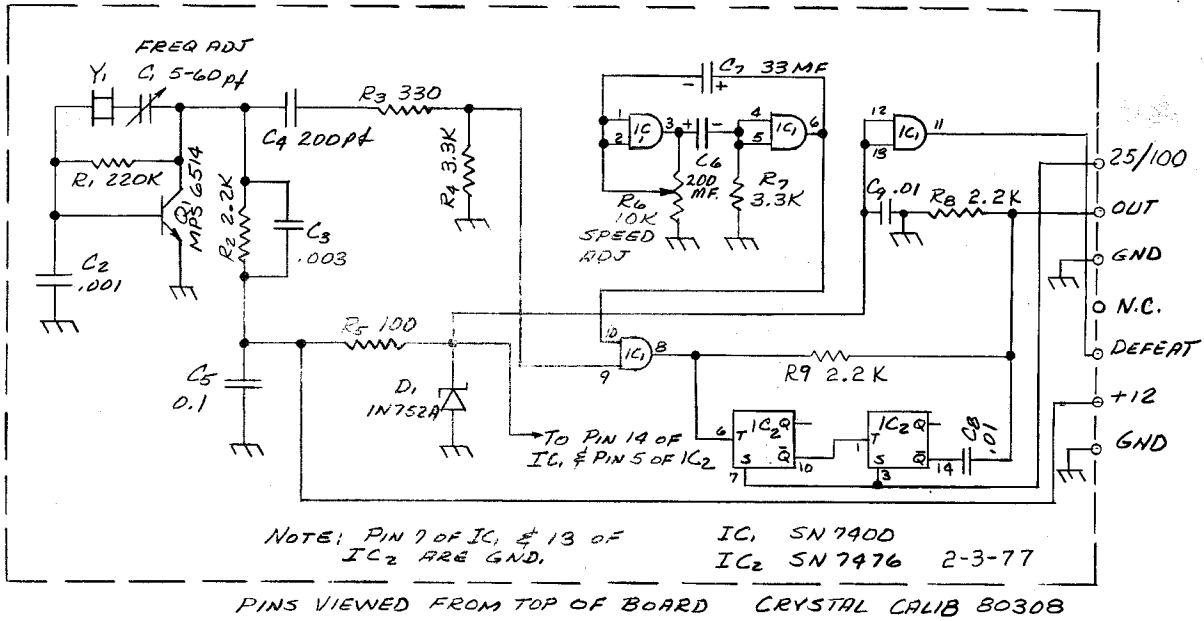 FREQ ADJ
Y1
C1 5-60 pf
R1 220K
Q1
MPS 6514
C2
.001
R2 2.2K
C3
.003
C4 200pf
R3 330
R4 3.3K
R5 100
C5
0.1
D1
1N752A
TO PIN 14 OF
IC1 & PIN 5 OF IC2
C7 33 MF
- +
1
2
IC1
3
+ -
C6
200
MF.
4
5
IC1
6
R6
10K
SPEED
ADJ
R7
3.3K
12
13
IC1
11
C9 .01
R8 2.2K
10
9
IC1
8
R9 2.2K
6
T
IC2 Q
S
Q̄
7
10
1
T
IC2 Q
S
Q̄
3
14
C8
.01
25/100
OUT
GND
N.C.
DEFEAT
+12
GND
NOTE: PIN 7 OF IC1 & 13 OF
IC2 ARE GND.
IC1 SN 7400
IC2 SN 7476 2-3-77
PINS VIEWED FROM TOP OF BOARD CRYSTAL CALIB 80308